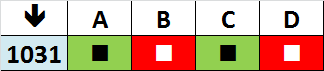 🡻 A B C D
1031 ■ ■ ■ ■